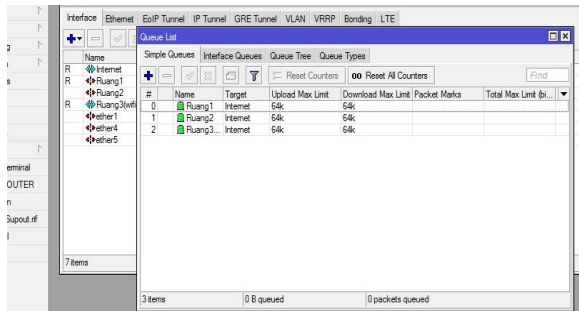 Interface Ethernet EoIP Tunnel IP Tunnel GRE Tunnel VLAN VRRP Bonding LTE
Queue List
Simple Queues Interface Queues Queue Tree Queue Types
Reset Counters 00 Reset All Counters Find
# Name Target Upload Max Limit Download Max Limit Packet Marks Total Max Limit (bi...
0 Ruang1 Internet 64k 64k
1 Ruang2 Internet 64k 64k
2 Ruang3... Internet 64k 64k
3 items 0 B queued 0 packets queued
Name
R Internet
R Ruang1
Ruang2
R Ruang3(wifi
ether1
ether4
ether5
7 items
erminal
OUTER
n
Supout.rif